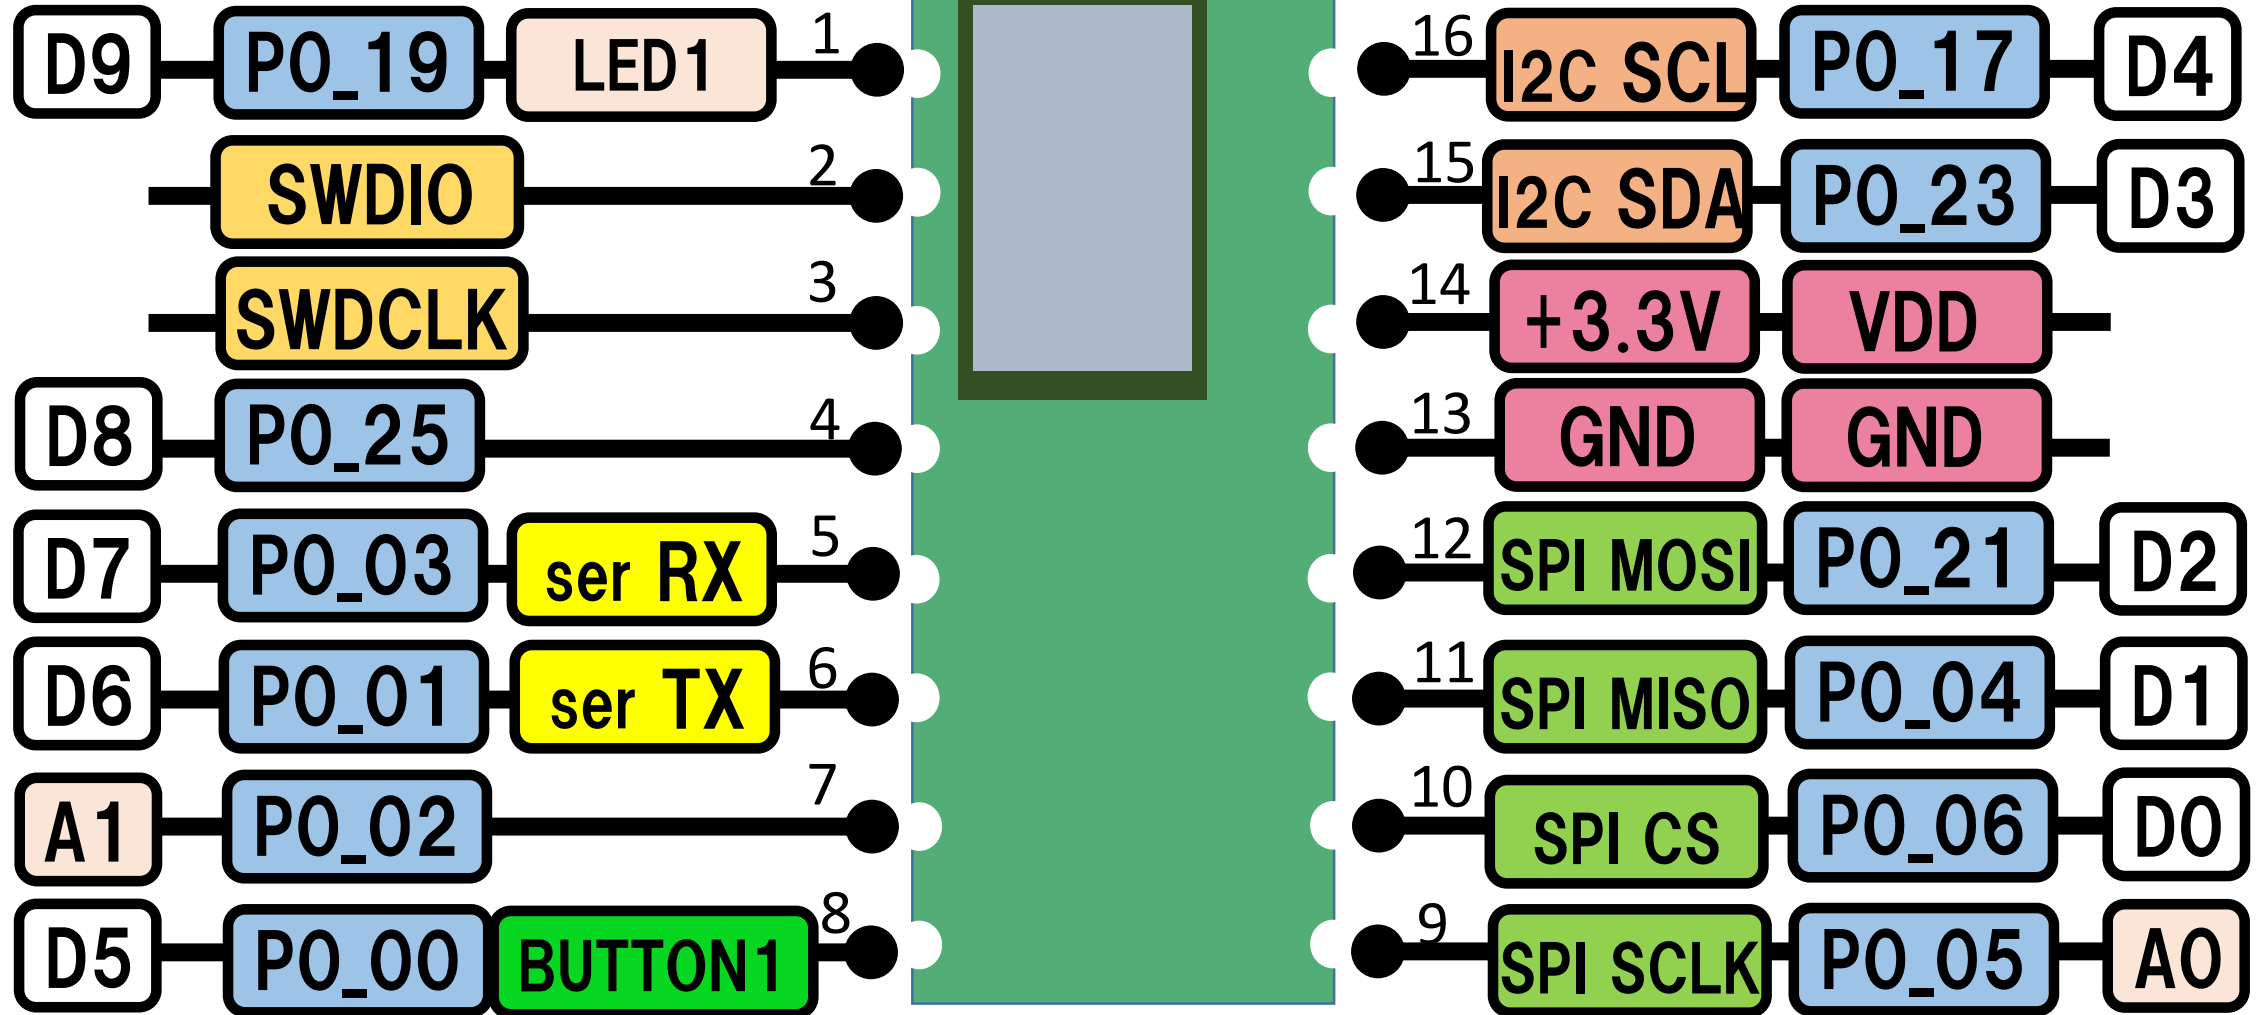 D9 P0_19 LED1 1 16 I2C SCL P0_17 D4
SWDIO 2 15 I2C SDA P0_23 D3
SWDCLK 3 14 +3.3V VDD
D8 P0_25 4 13 GND GND
D7 P0_03 ser RX 5 12 SPI MOSI P0_21 D2
D6 P0_01 ser TX 6 11 SPI MISO P0_04 D1
A1 P0_02 7 10 SPI CS P0_06 D0
D5 P0_00 BUTTON1 8 9 SPI SCLK P0_05 A0